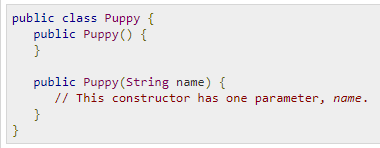 public class Puppy {
public Puppy() {
}
public Puppy(String name) {
// This constructor has one parameter, name.
}
}